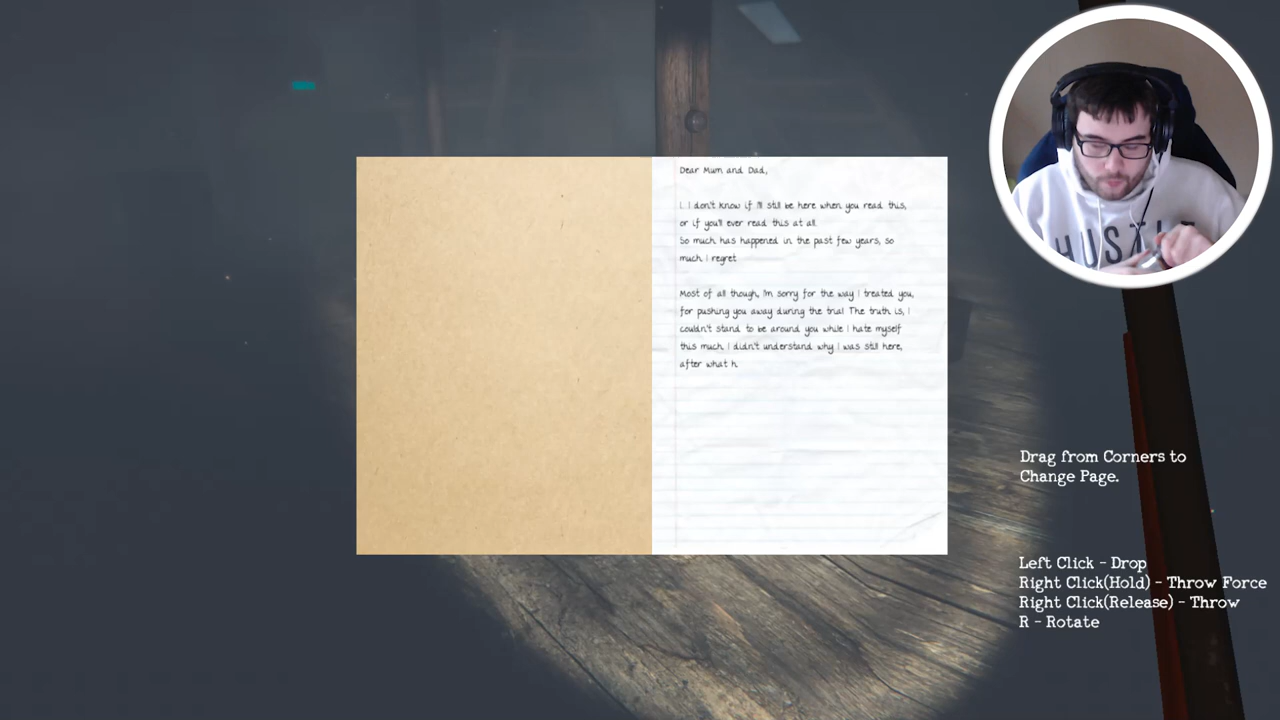 Dear Mum and Dad,
I.. I don't know if I'll still be here when you read this,
or if you'll ever read this at all.
So much has happened in the past few years, so
much I regret.
Most of all though, I'm sorry for the way I treated you,
for pushing you away during the trial. The truth is, I
couldn't stand to be around you while I hate myself
this much. I didn't understand why I was still here,
after what h..
HUSTLE
Drag from Corners to
Change Page.
Left Click - Drop
Right Click(Hold) - Throw Force
Right Click(Release) - Throw
R - Rotate